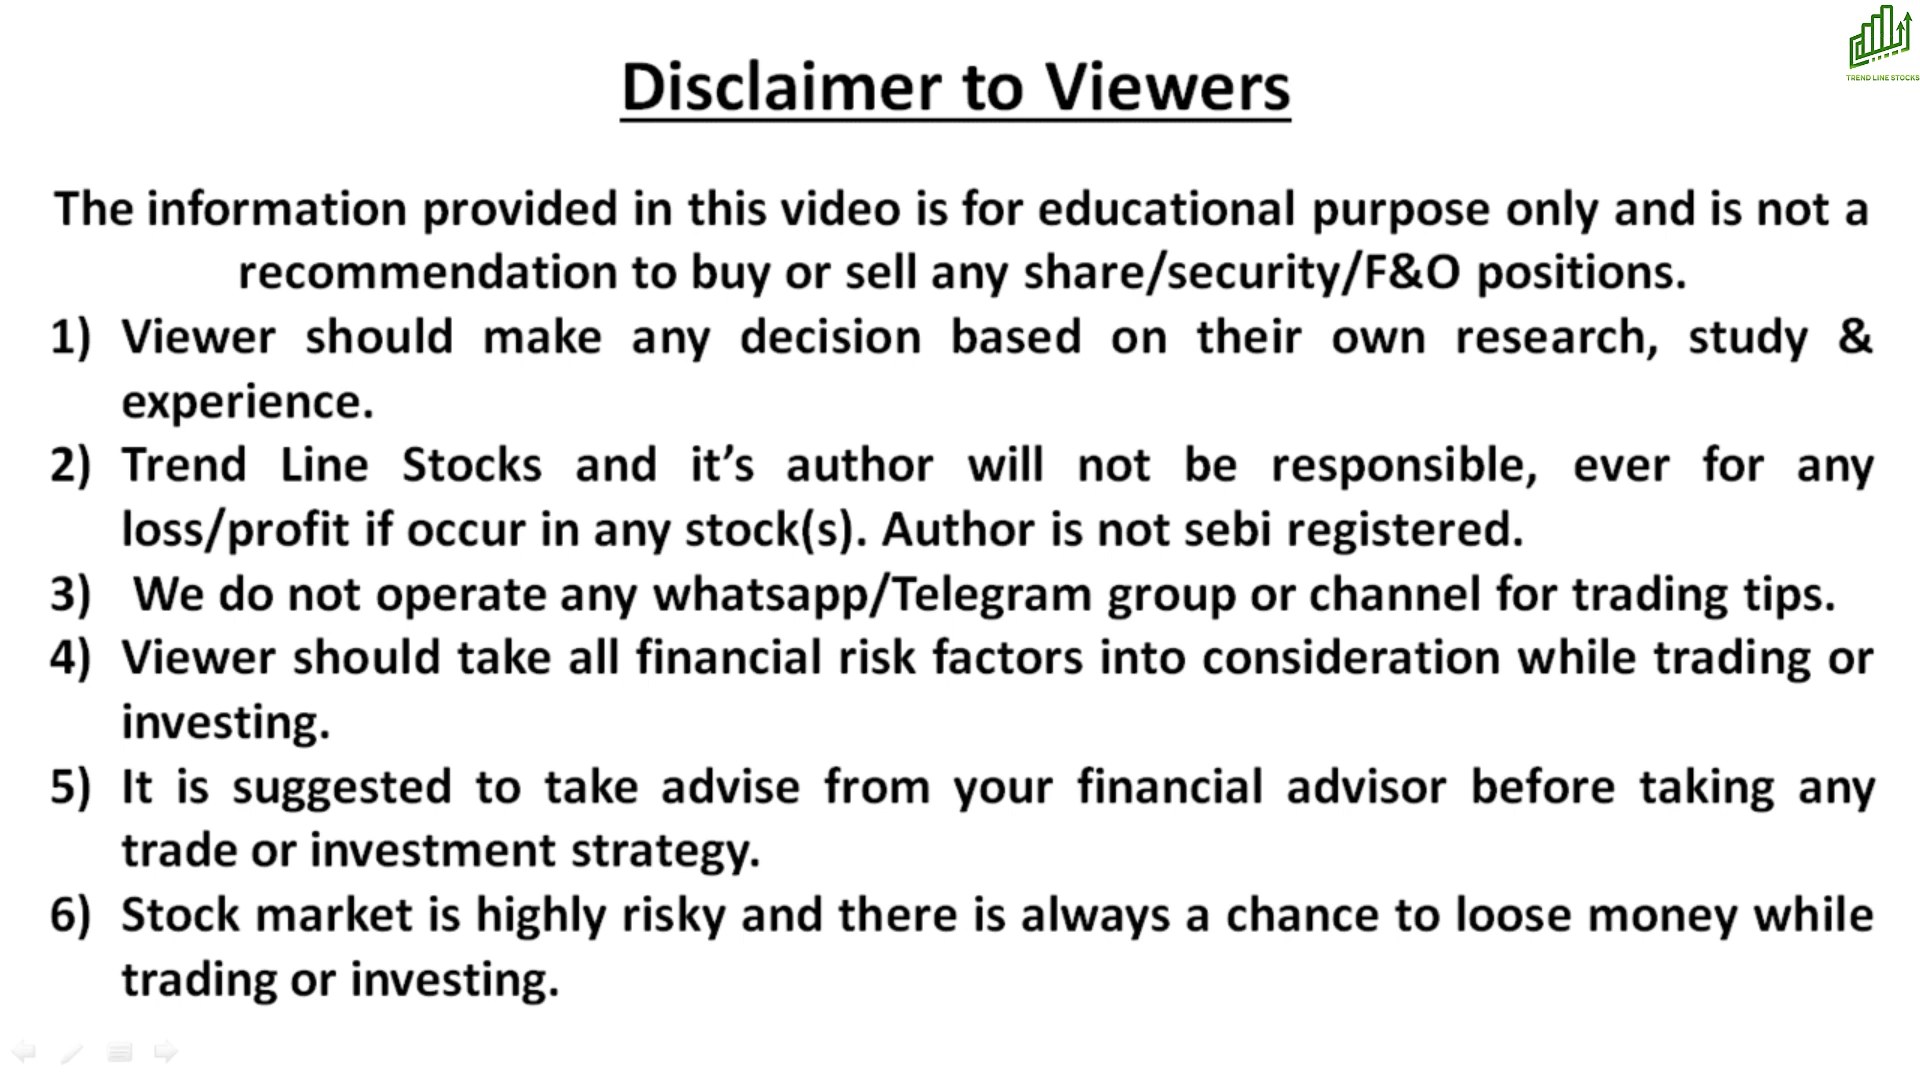 TREND LINE STOCKS
Disclaimer to Viewers
The information provided in this video is for educational purpose only and is not a
recommendation to buy or sell any share/security/F&O positions.
1) Viewer should make any decision based on their own research, study &
experience.
2) Trend Line Stocks and it’s author will not be responsible, ever for any
loss/profit if occur in any stock(s). Author is not sebi registered.
3) We do not operate any whatsapp/Telegram group or channel for trading tips.
4) Viewer should take all financial risk factors into consideration while trading or
investing.
5) It is suggested to take advise from your financial advisor before taking any
trade or investment strategy.
6) Stock market is highly risky and there is always a chance to loose money while
trading or investing.